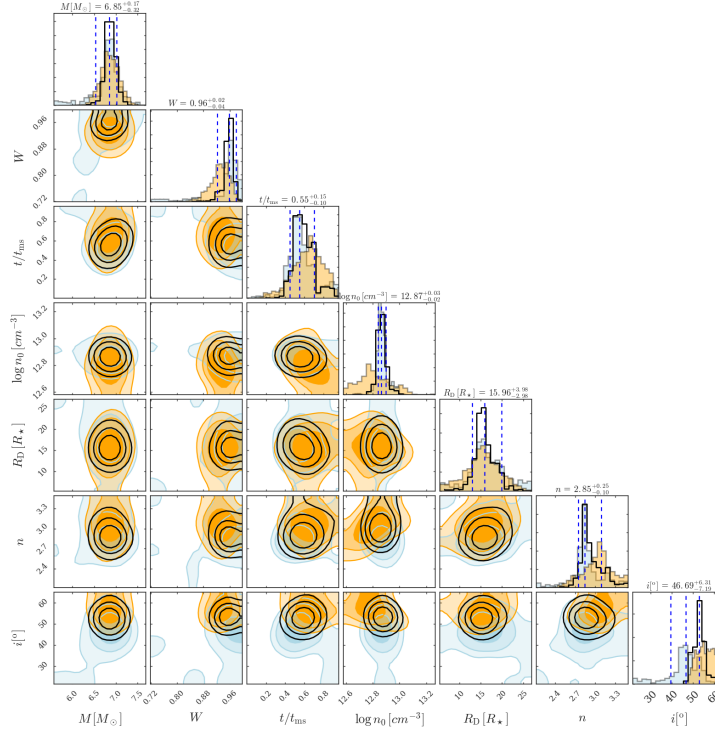 M[M⊙] = 6.85 +0.17 −0.32
W = 0.96 +0.02 −0.04
0.96
0.88
0.80
0.72
W
t/tms = 0.55 +0.15 −0.10
0.8
0.6
0.4
0.2
t/tms
log n0 [cm−3] = 12.87 +0.03 −0.02
13.2
13.0
12.8
12.6
log n0 [cm−3]
RD [R⋆] = 15.96 +3.98 −2.98
25
20
15
10
RD [R⋆]
n = 2.85 +0.25 −0.10
3.3
3.0
2.7
2.4
n
i[o] = 46.69 +6.31 −7.19
60
50
40
30
i[o]
6.0 6.5 7.0 7.5 0.72 0.80 0.88 0.96 0.2 0.4 0.6 0.8 12.6 12.8 13.0 13.2 10 15 20 25 2.4 2.7 3.0 3.3 30 40 50 60
M[M⊙] W t/tms log n0 [cm−3] RD [R⋆] n i[o]